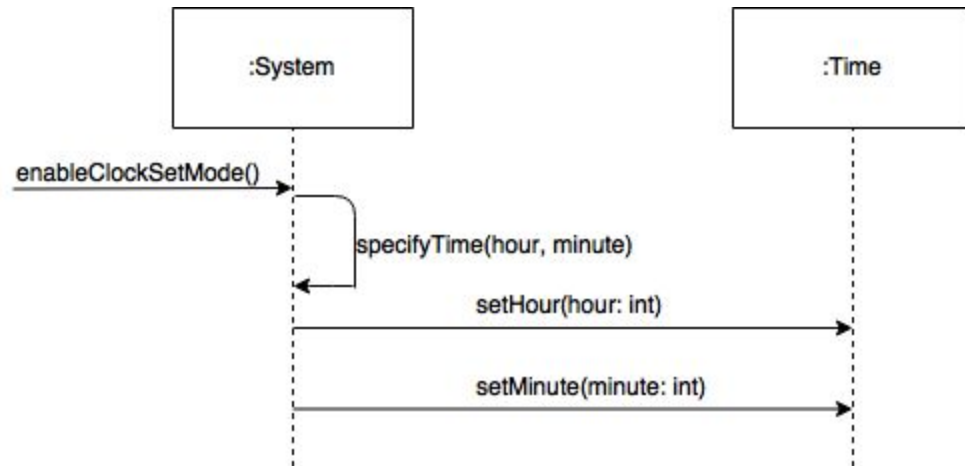 :System
:Time
enableClockSetMode()
specifyTime(hour, minute)
setHour(hour: int)
setMinute(minute: int)